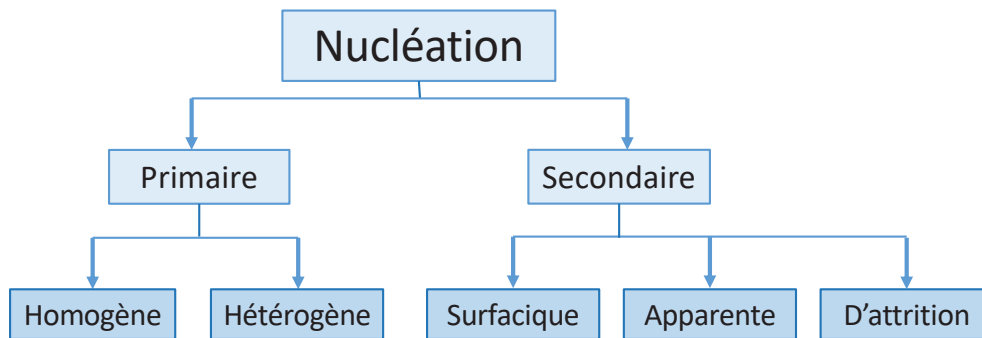 Nucléation
Primaire
Secondaire
Homogène
Hétérogène
Surfacique
Apparente
D'attrition